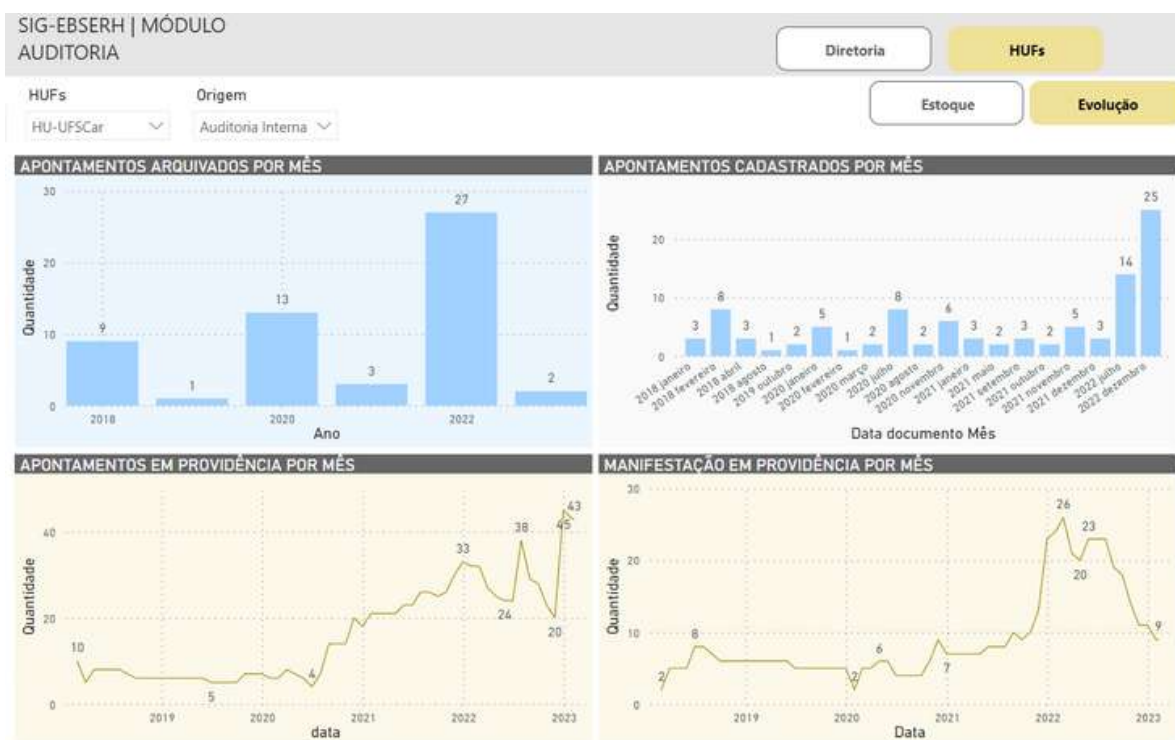 SIG-EBSERH | MÓDULO
AUDITORIA
Diretoria
HUFs
HUFs
Origem
HU-UFSCar
Auditoria Interna
Estoque
Evolução
APONTAMENTOS ARQUIVADOS POR MÊS
30
20
10
0
Quantidade
9
1
13
3
27
2
2018
2020
2022
Ano
APONTAMENTOS CADASTRADOS POR MÊS
20
10
0
Quantidade
3
8
3
1
2
5
1
2
8
2
6
3
2
3
2
5
3
14
25
2018 janeiro
2018 fevereiro
2018 abril
2018 agosto
2019 outubro
2020 janeiro
2020 fevereiro
2020 março
2020 julho
2020 agosto
2020 novembro
2021 janeiro
2021 maio
2021 setembro
2021 outubro
2021 novembro
2021 dezembro
2022 julho
2022 dezembro
Data documento Mês
APONTAMENTOS EM PROVIDÊNCIA POR MÊS
40
20
0
Quantidade
10
5
4
33
24
38
20
45
43
2019
2020
2021
2022
2023
data
MANIFESTAÇÃO EM PROVIDÊNCIA POR MÊS
30
20
10
0
Quantidade
2
8
2
6
7
26
20
23
9
2019
2020
2021
2022
2023
Data